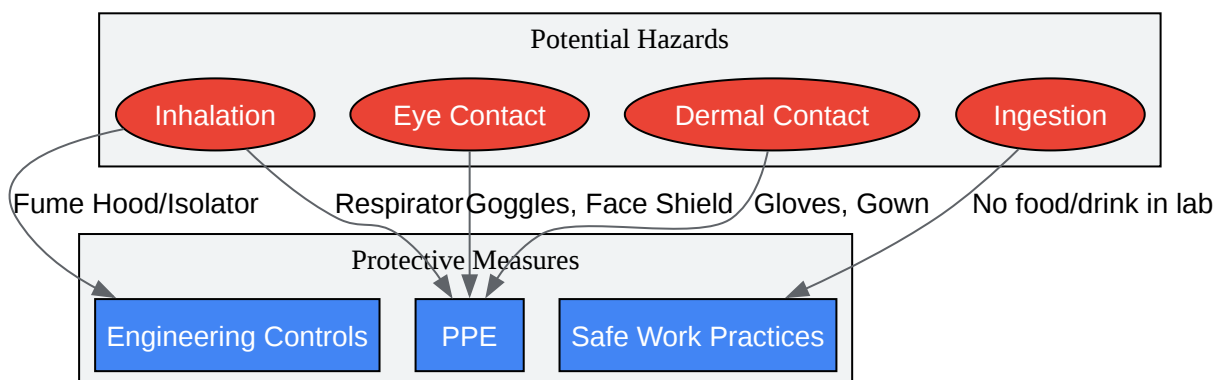 Potential Hazards
Inhalation
Eye Contact
Dermal Contact
Ingestion
Fume Hood/Isolator
Respirator
Goggles, Face Shield
Gloves, Gown
No food/drink in lab
Protective Measures
Engineering Controls
PPE
Safe Work Practices